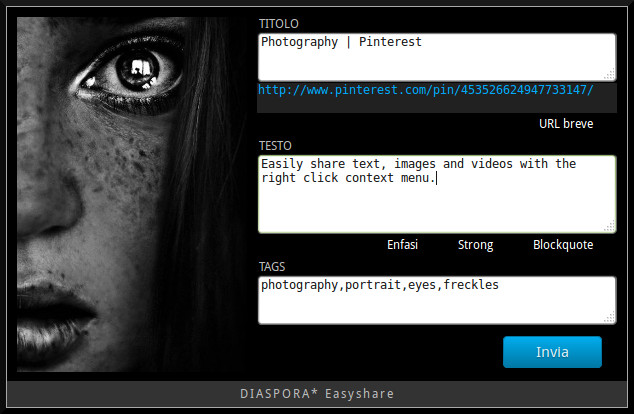 TITOLO
Photography | Pinterest
http://www.pinterest.com/pin/453526624947733147/
URL breve
TESTO
Easily share text, images and videos with the
right click context menu.
Enfasi Strong Blockquote
TAGS
photography,portrait,eyes,freckles
Invia
DIASPORA* Easyshare